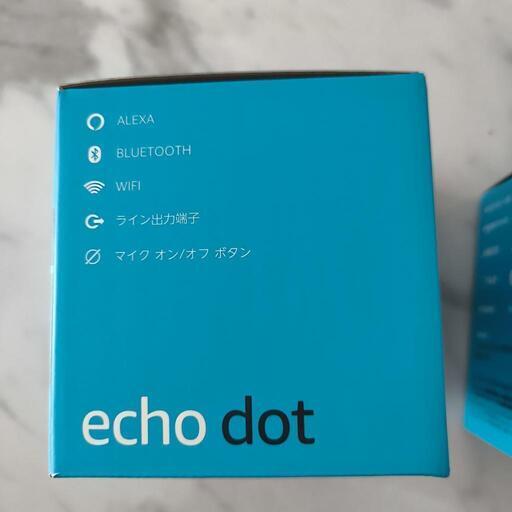 ALEXA
BLUETOOTH
WIFI
ライン出力端子
マイク オン/オフ ボタン
echo dot